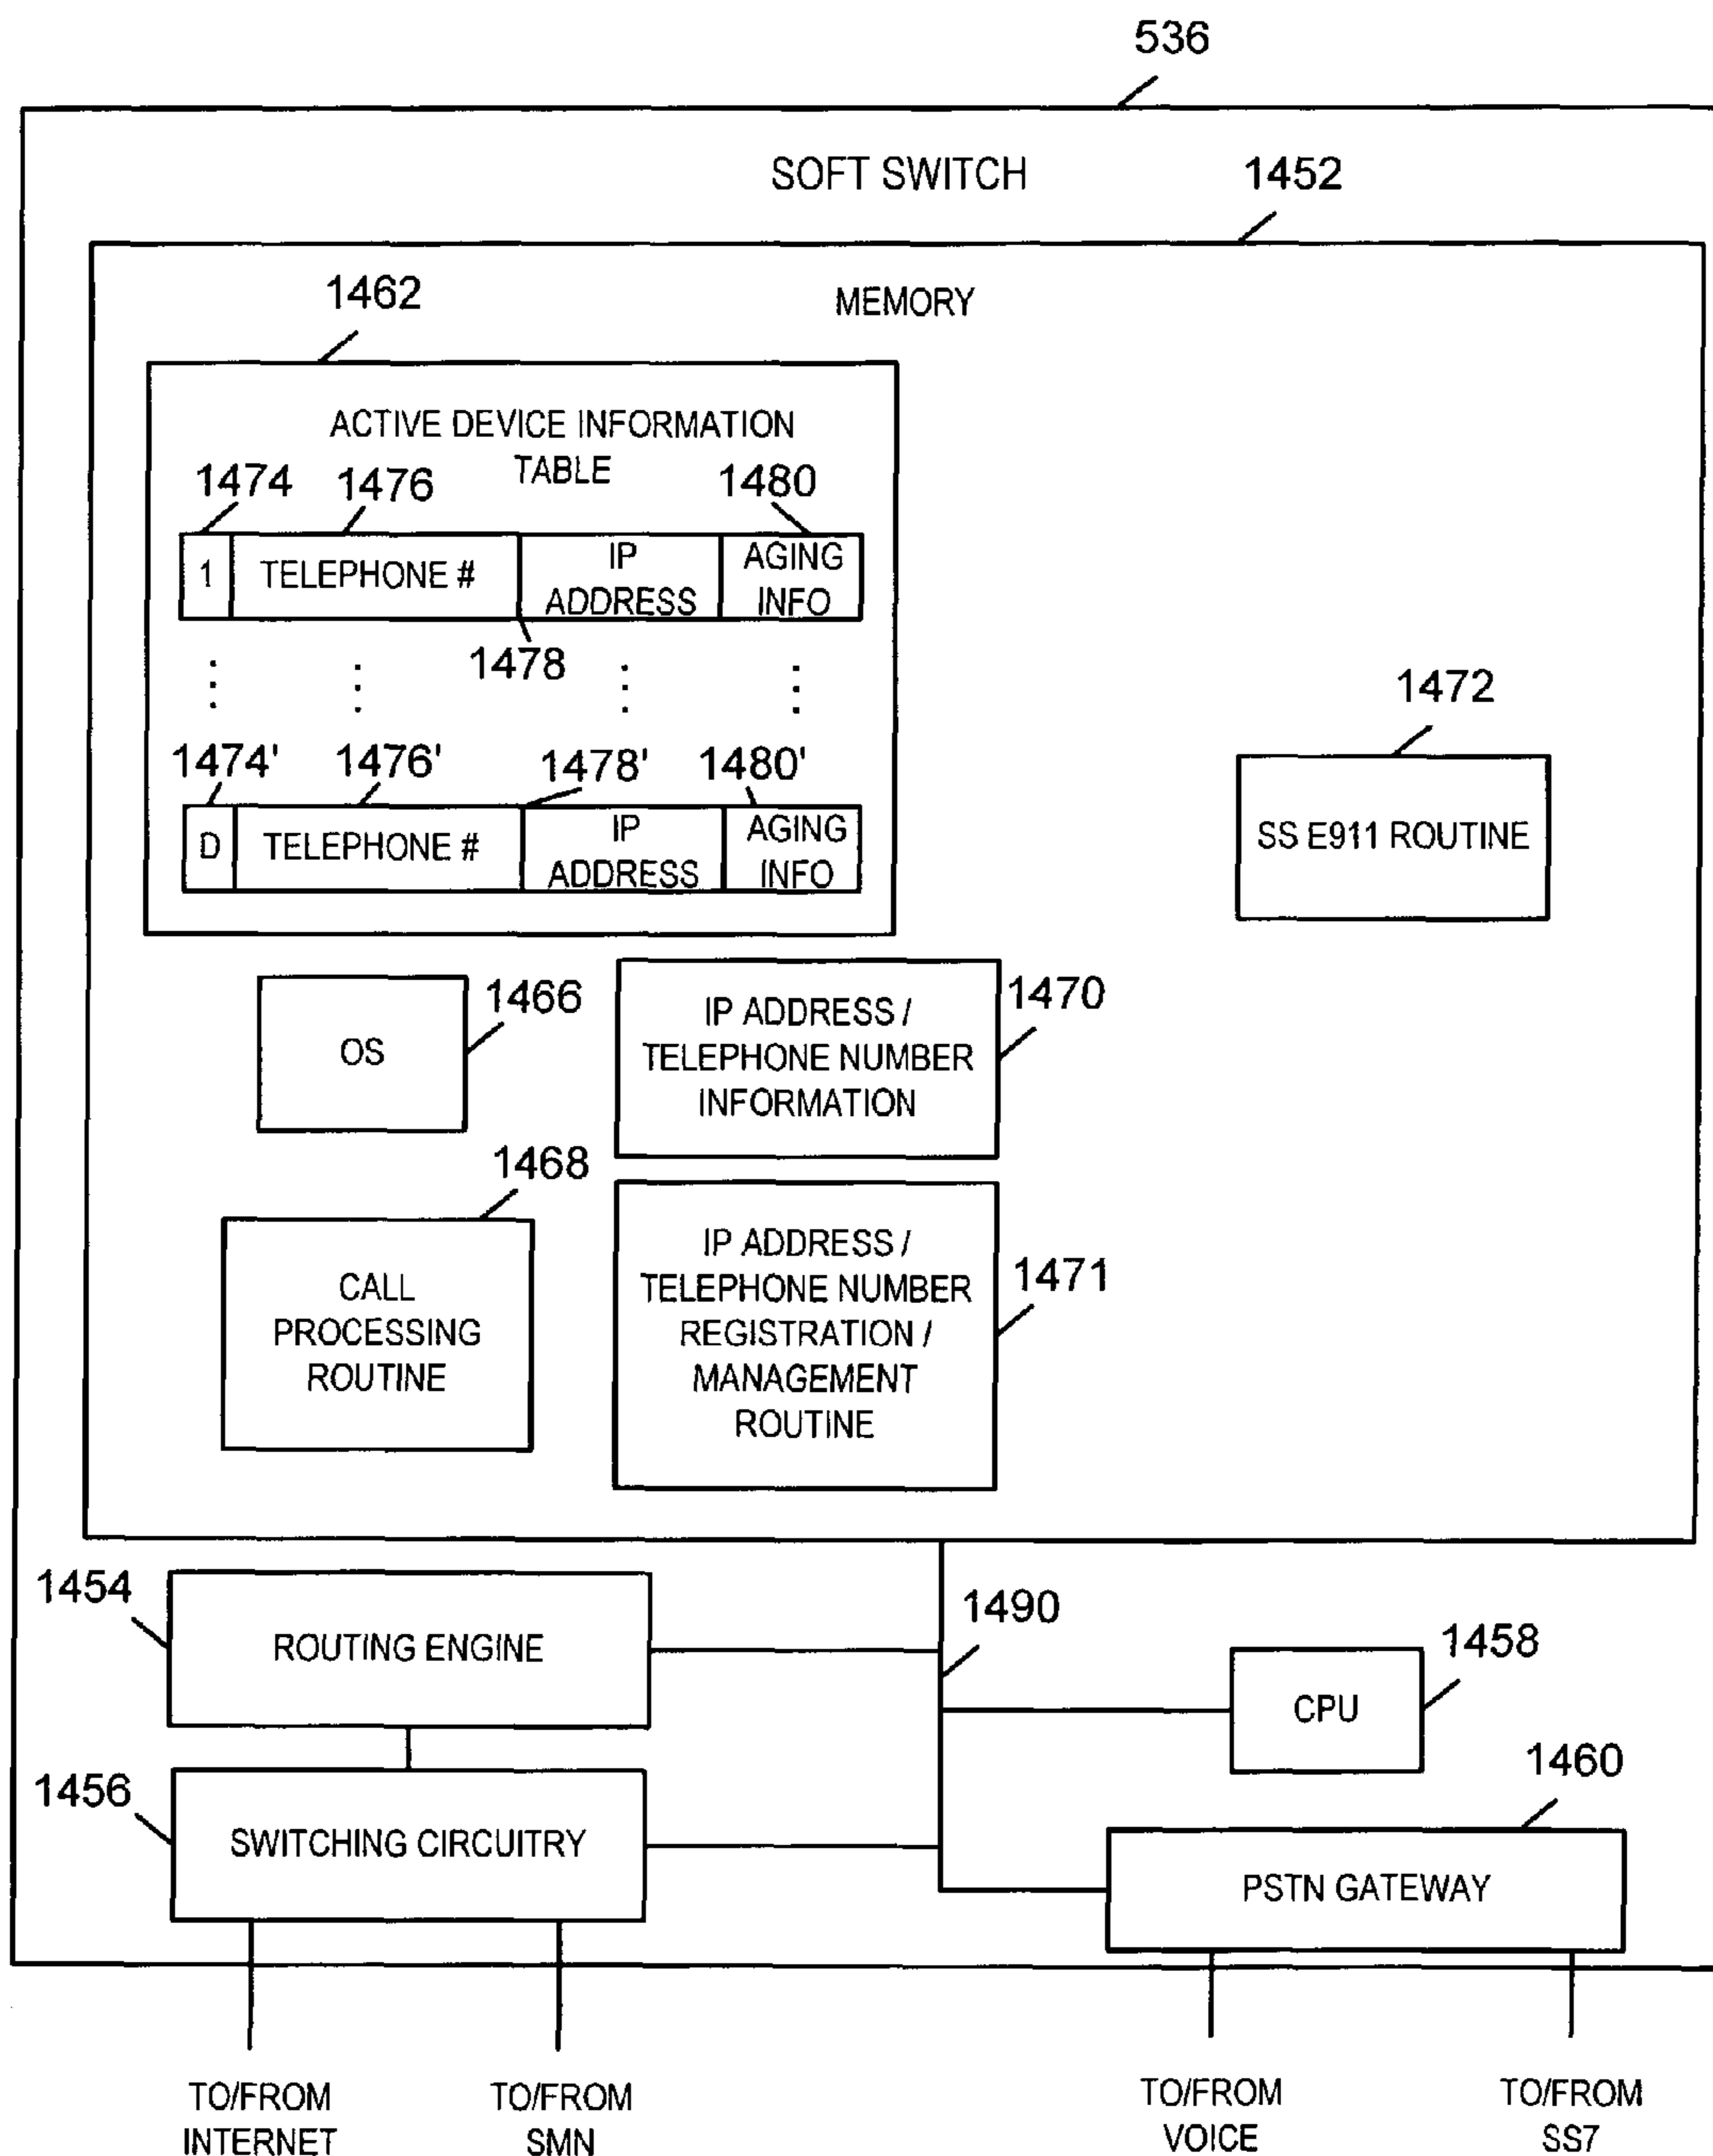 536
SOFT SWITCH
1452
1462
MEMORY
ACTIVE DEVICE INFORMATION
TABLE
1474
1476
1480
1
TELEPHONE #
IP
ADDRESS
AGING
INFO
1478
1474'
1476'
1478'
1480'
D
TELEPHONE #
IP
ADDRESS
AGING
INFO
1472
SS E911 ROUTINE
1466
OS
1470
IP ADDRESS /
TELEPHONE NUMBER
INFORMATION
1468
CALL
PROCESSING
ROUTINE
1471
IP ADDRESS /
TELEPHONE NUMBER
REGISTRATION /
MANAGEMENT
ROUTINE
1454
ROUTING ENGINE
1490
1458
CPU
1456
SWITCHING CIRCUITRY
1460
PSTN GATEWAY
TO/FROM
INTERNET
TO/FROM
SMN
TO/FROM
VOICE
TO/FROM
SS7